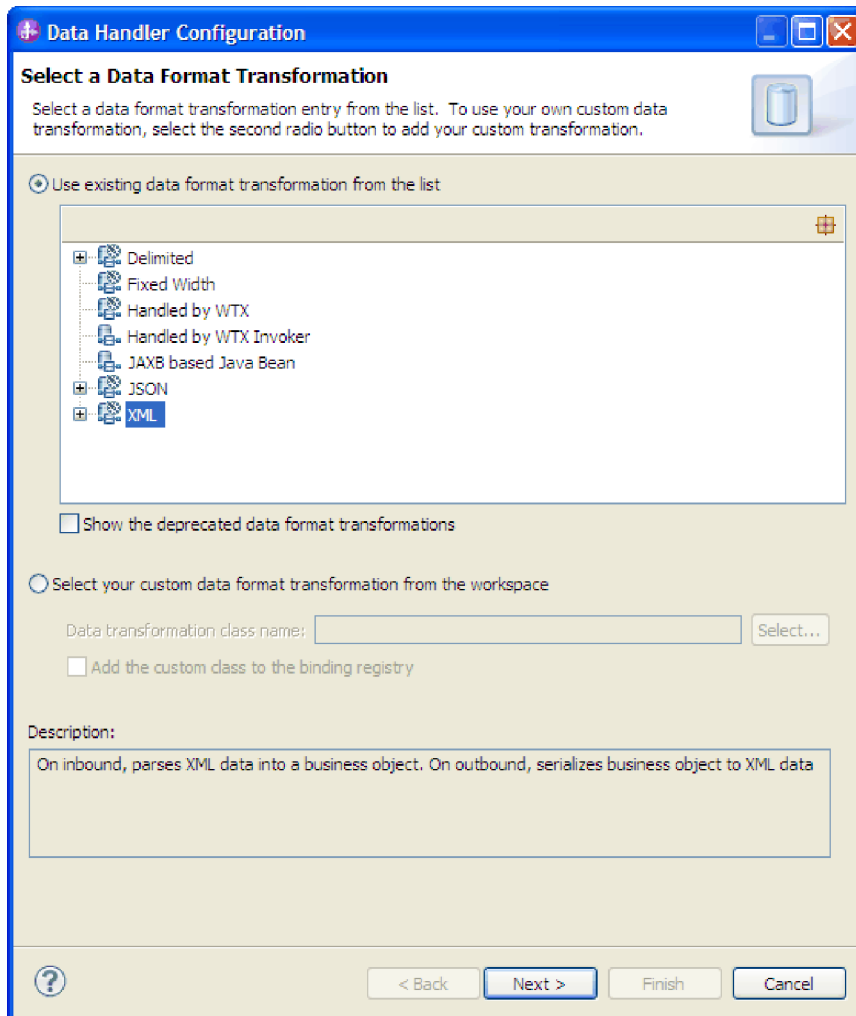 Data Handler Configuration
Select a Data Format Transformation
Select a data format transformation entry from the list. To use your own custom data
transformation, select the second radio button to add your custom transformation.
Use existing data format transformation from the list
Delimited
Fixed Width
Handled by WTX
Handled by WTX Invoker
JAXB based Java Bean
JSON
XML
Show the deprecated data format transformations
Select your custom data format transformation from the workspace
Data transformation class name:
Select...
Add the custom class to the binding registry
Description:
On inbound, parses XML data into a business object. On outbound, serializes business object to XML data
?
< Back
Next >
Finish
Cancel